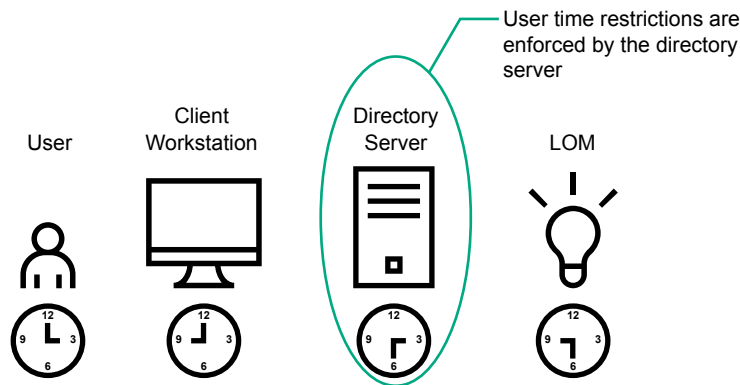 User time restrictions are
enforced by the directory
server
User
Client
Workstation
Directory
Server
LOM
12
9 3
6
12
9 3
6
12
9 3
6
12
9 3
6